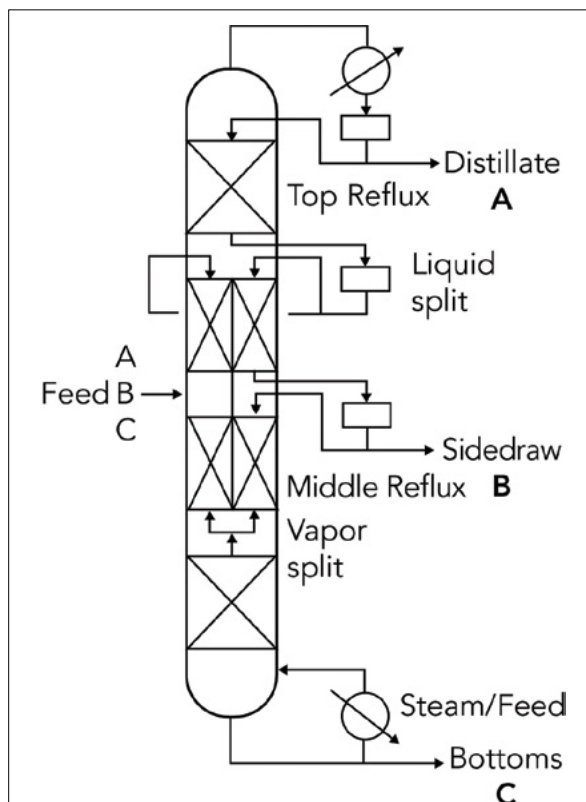 Distillate
A
Top Reflux
Liquid
split
A
Feed B
C
Sidedraw
Middle Reflux B
Vapor
split
Steam/Feed
Bottoms
C